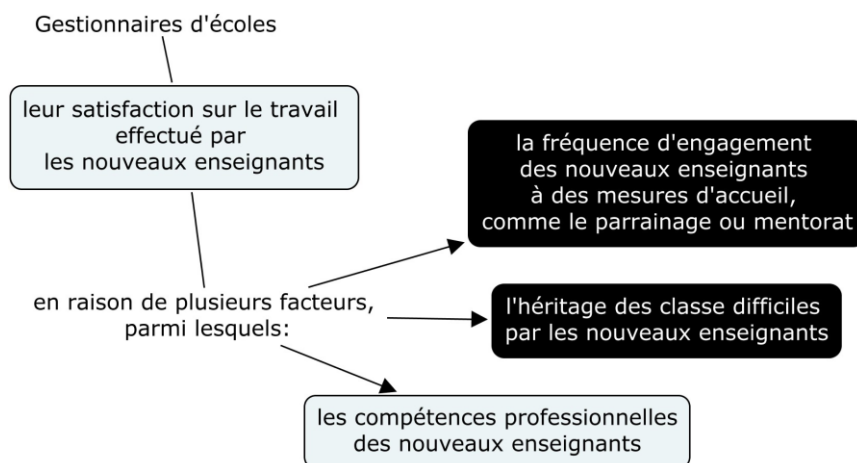 Gestionnaires d'écoles
leur satisfaction sur le travail
effectué par
les nouveaux enseignants
en raison de plusieurs facteurs,
parmi lesquels:
la fréquence d'engagement
des nouveaux enseignants
à des mesures d'accueil,
comme le parrainage ou mentorat
l'héritage des classe difficiles
par les nouveaux enseignants
les compétences professionnelles
des nouveaux enseignants